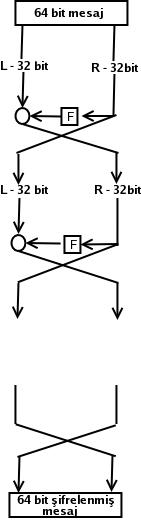 64 bit mesaj
L - 32 bit
R - 32bit
F
L - 32 bit
R - 32bit
F
64 bit şifrelenmiş
mesaj